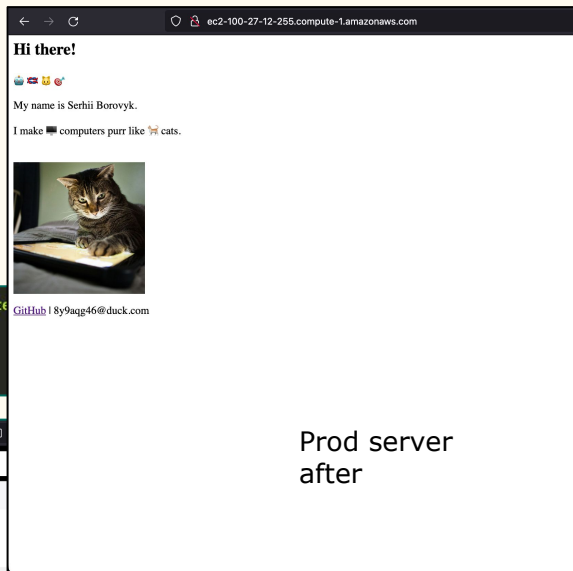 ec2-100-27-12-255.compute-1.amazonaws.com
Hi there!
My name is Serhii Borovyk.
I make 🖥️ computers purr like 🐈 cats.
GitHub | 8y9aqg46@duck.com
Prod server
after